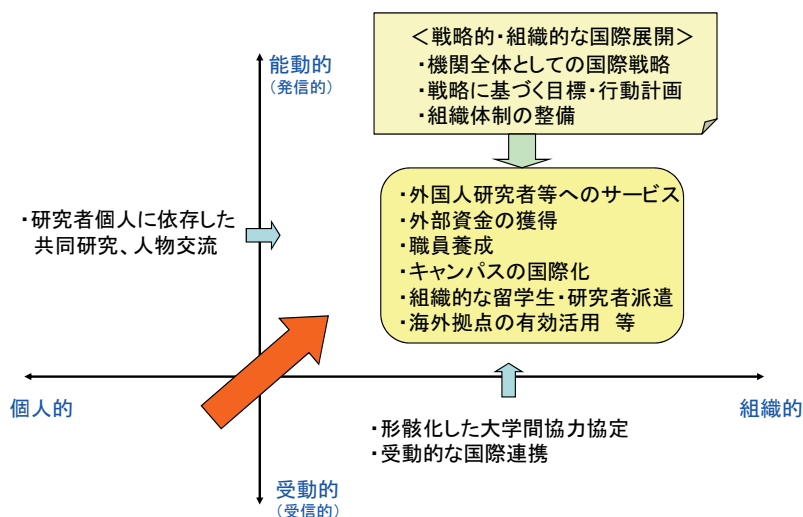 ＜戦略的・組織的な国際展開＞
・機関全体としての国際戦略
・戦略に基づく目標・行動計画
・組織体制の整備
能動的
（発信的）
・外国人研究者等へのサービス
・外部資金の獲得
・職員養成
・キャンパスの国際化
・組織的な留学生・研究者派遣
・海外拠点の有効活用　等
・研究者個人に依存した
共同研究、人物交流
個人的
組織的
・形骸化した大学間協力協定
・受動的な国際連携
受動的
（受信的）